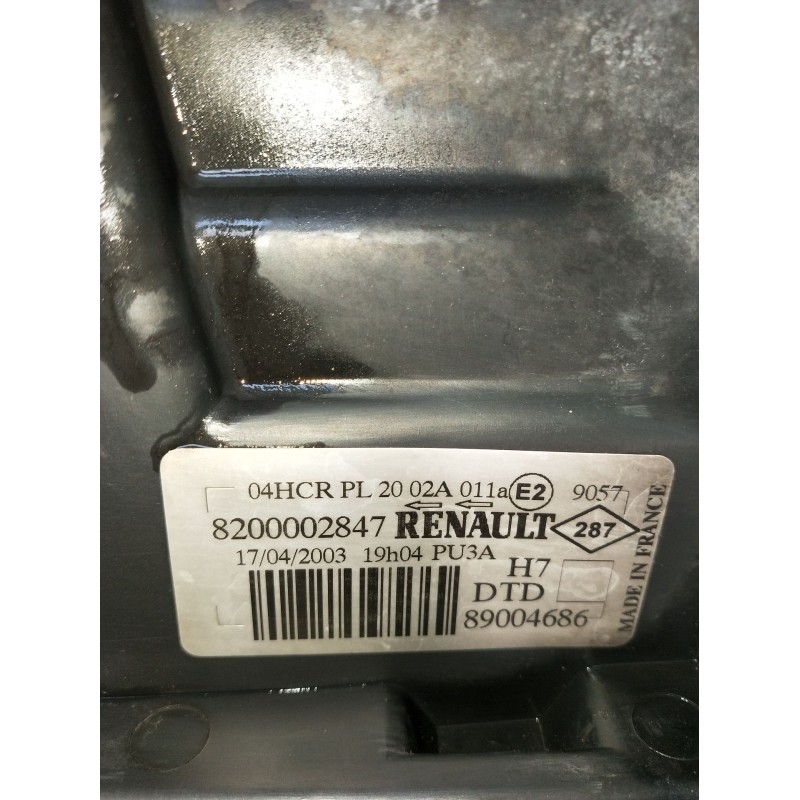 04HCR PL 20 02A 011a E2 9057
8200002847 RENAULT 287
17/04/2003 19h04 PU3A
H7
DTD
89004686
MADE IN FRANCE